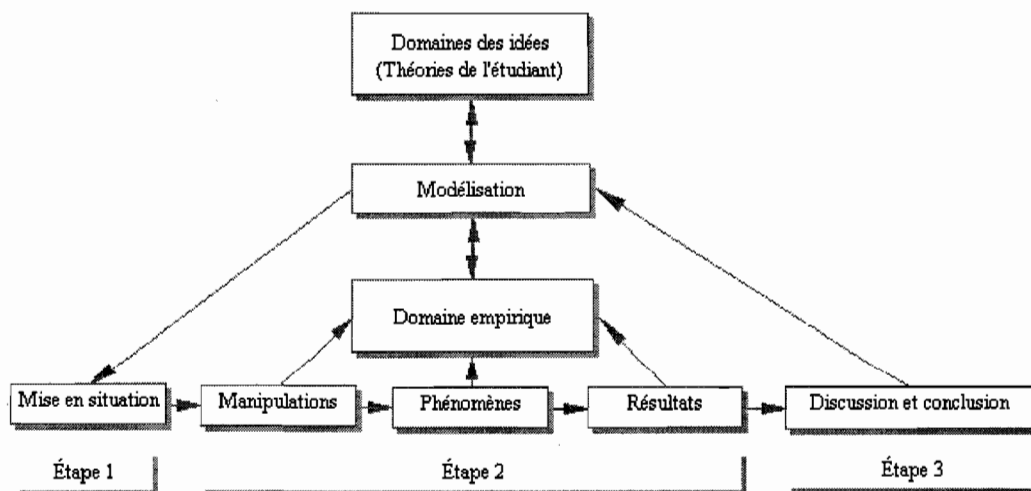 Domaines des idées
(Théories de l'étudiant)
Modélisation
Domaine empirique
Mise en situation
Manipulations
Phénomènes
Résultats
Discussion et conclusion
Étape 1
Étape 2
Étape 3